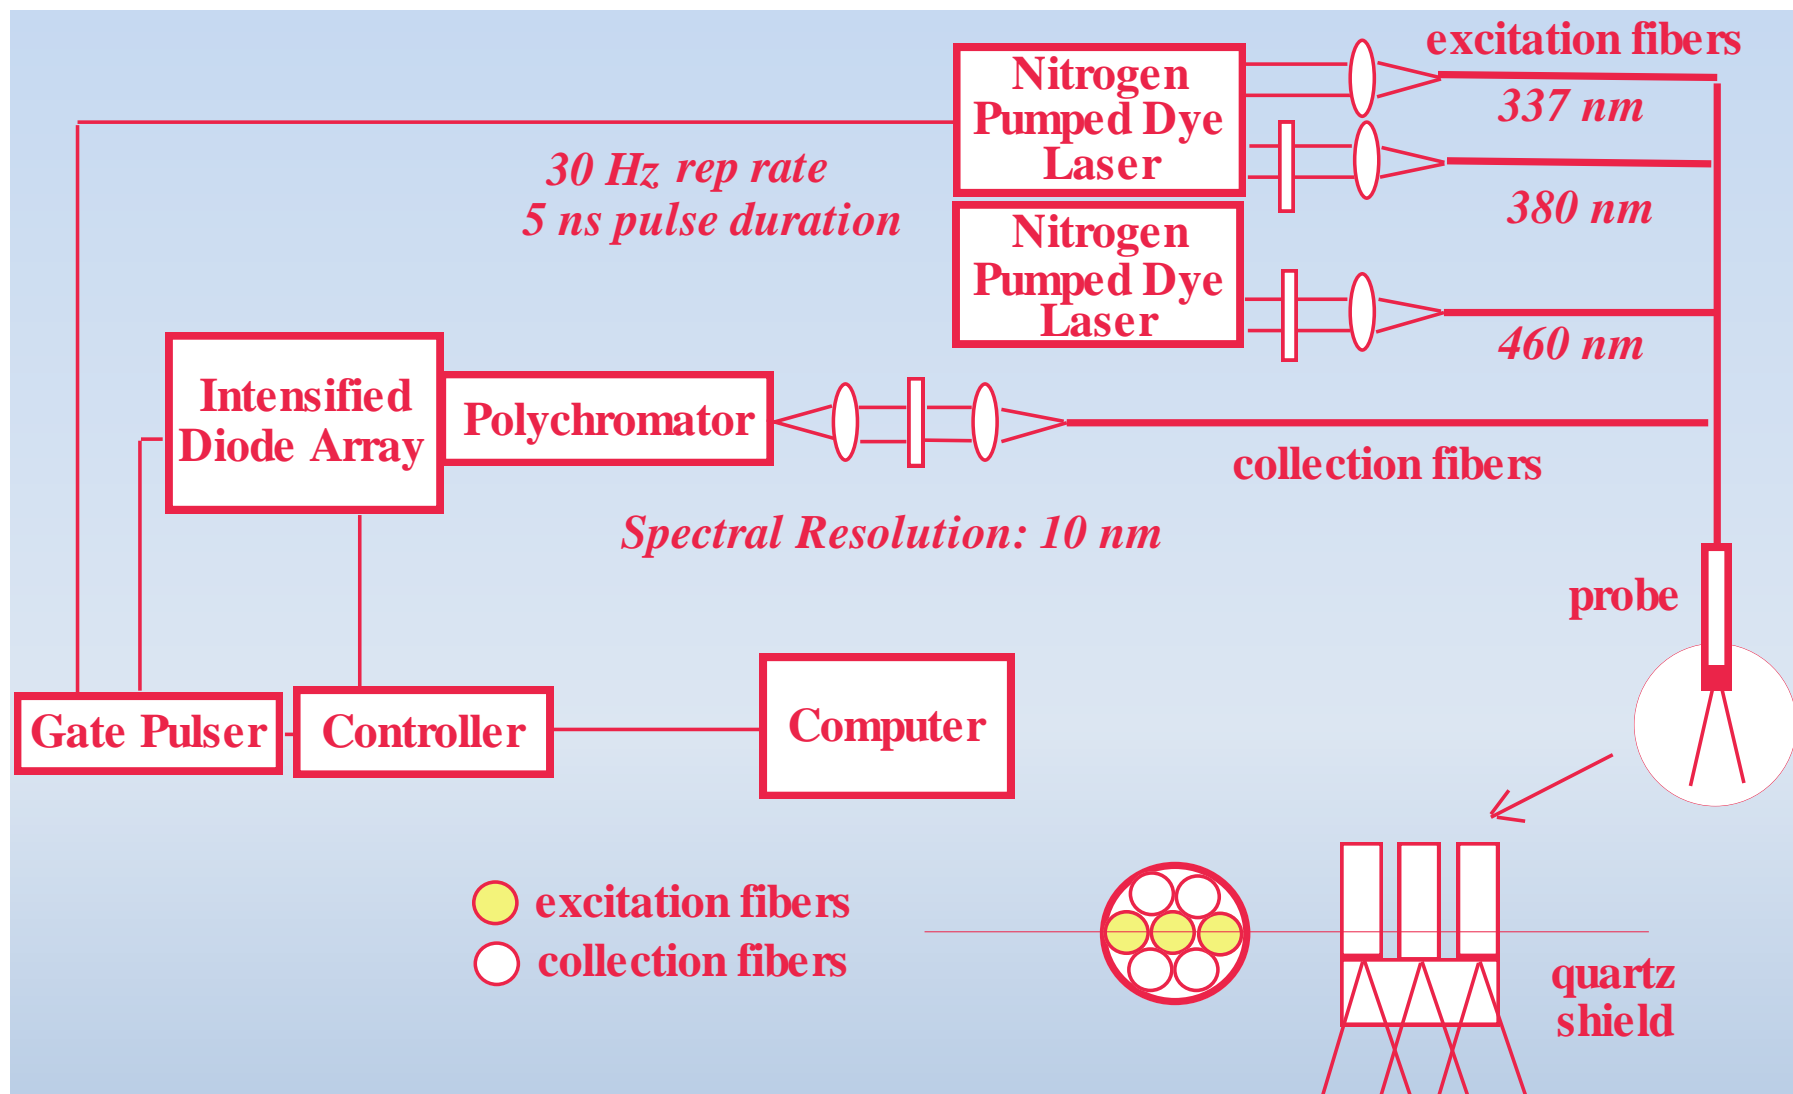 excitation fibers
Nitrogen
Pumped Dye
Laser
337 nm
30 Hz rep rate
5 ns pulse duration
380 nm
Nitrogen
Pumped Dye
Laser
460 nm
Intensified
Diode Array
Polychromator
collection fibers
Spectral Resolution: 10 nm
probe
Gate Pulser
Controller
Computer
excitation fibers
collection fibers
quartz
shield